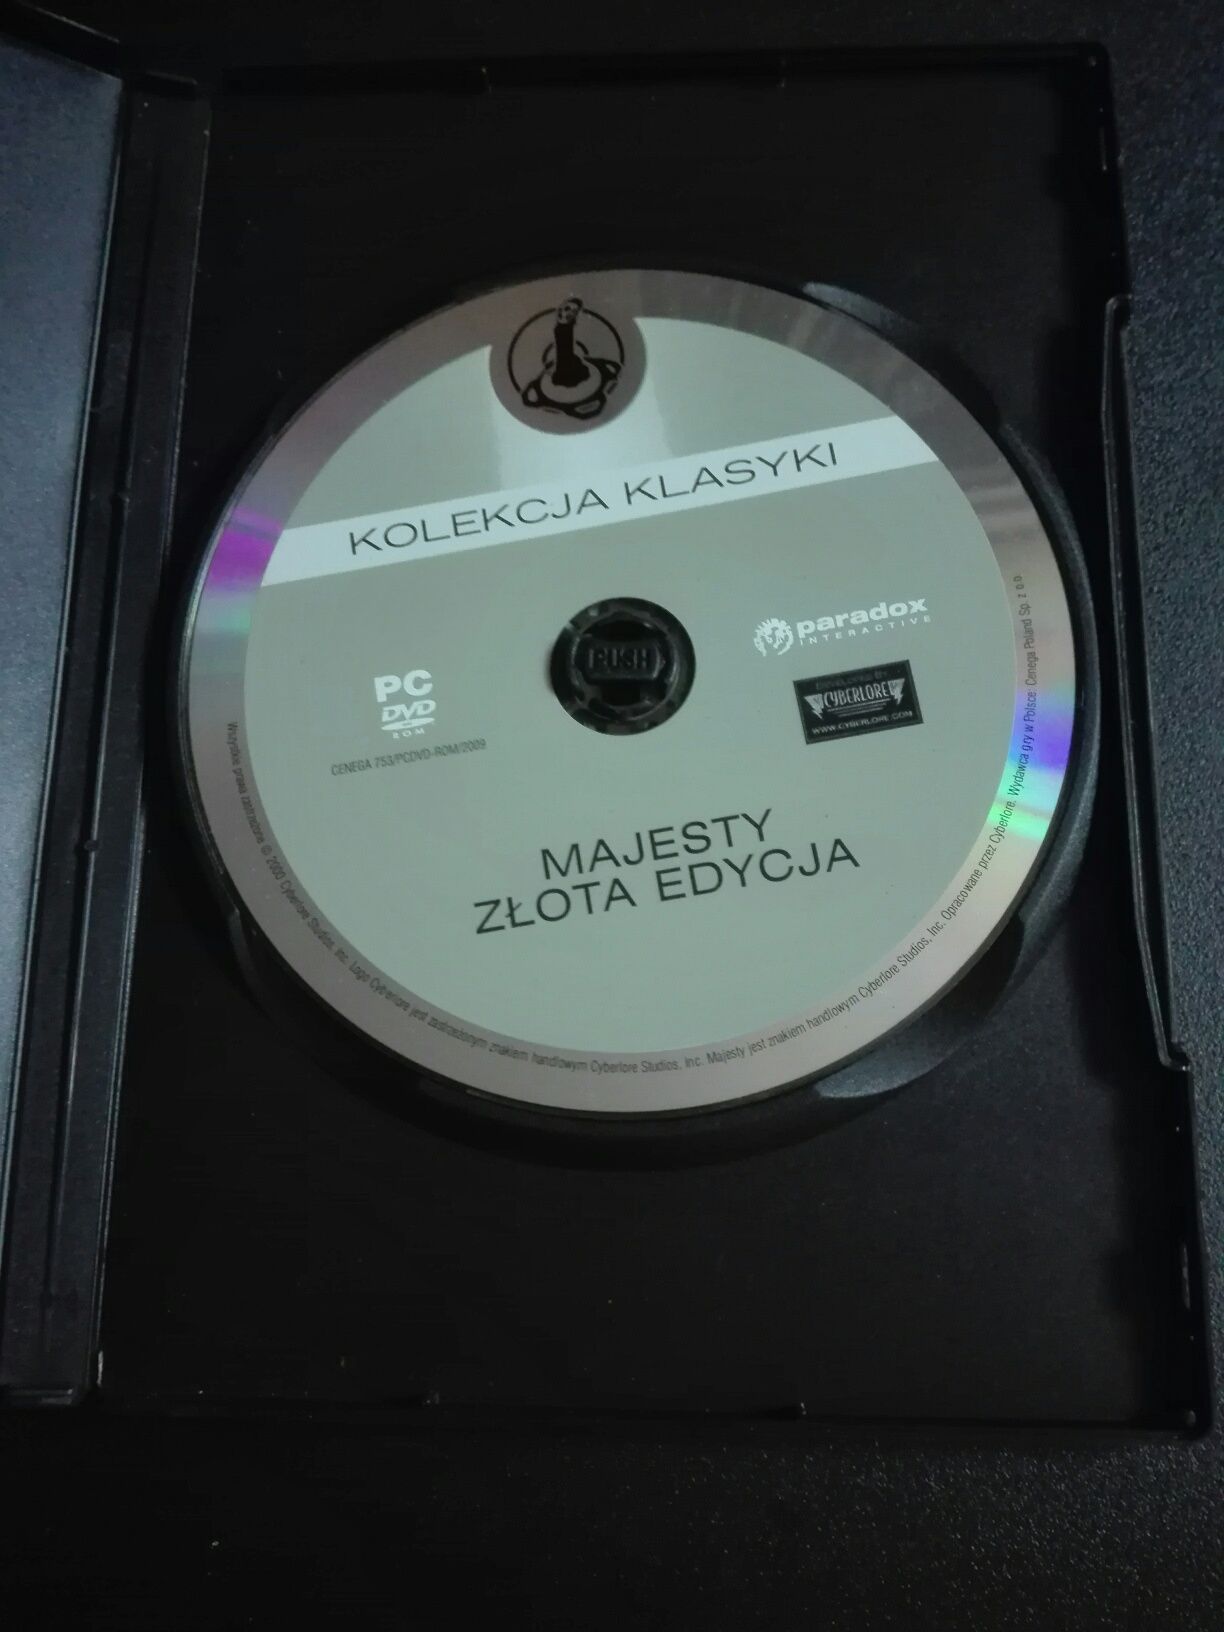 KOLEKCJA KLASYKI
paradox
INTERACTIVE
PUSH
PC
DVD
ROM
DEVELOPED BY
CYBERLORE
WWW.CYBERLORE.COM
CENEGA 753/PCDVD-ROM/2009
MAJESTY
ZŁOTA EDYCJA
Wszystkie prawa zastrzeżone © 2000 Cyberlore Studios, Inc. Logo Cyberlore jest zastrzeżonym znakiem handlowym Cyberlore Studios, Inc. Majesty jest znakiem handlowym Cyberlore Studios, Inc. Opracowane przez Cyberlore. Wydawca gry w Polsce: Cenega Poland Sp. z o.o.